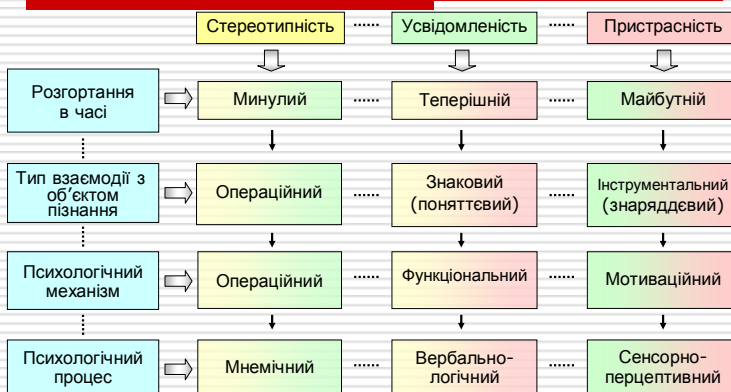 Стереотипність Усвідомленість Пристрасність
Розгортання
в часі
Минулий Теперішній Майбутній
Тип взаємодії з
об'єктом
пізнання
Операційний
Знаковий
(поняттєвий)
Інструментальний
(знаряддєвий)
Психологічний
механізм
Операційний Функціональний Мотиваційний
Психологічний
процес
Мнемічний
Вербально-
логічний
Сенсорно-
перцептивний